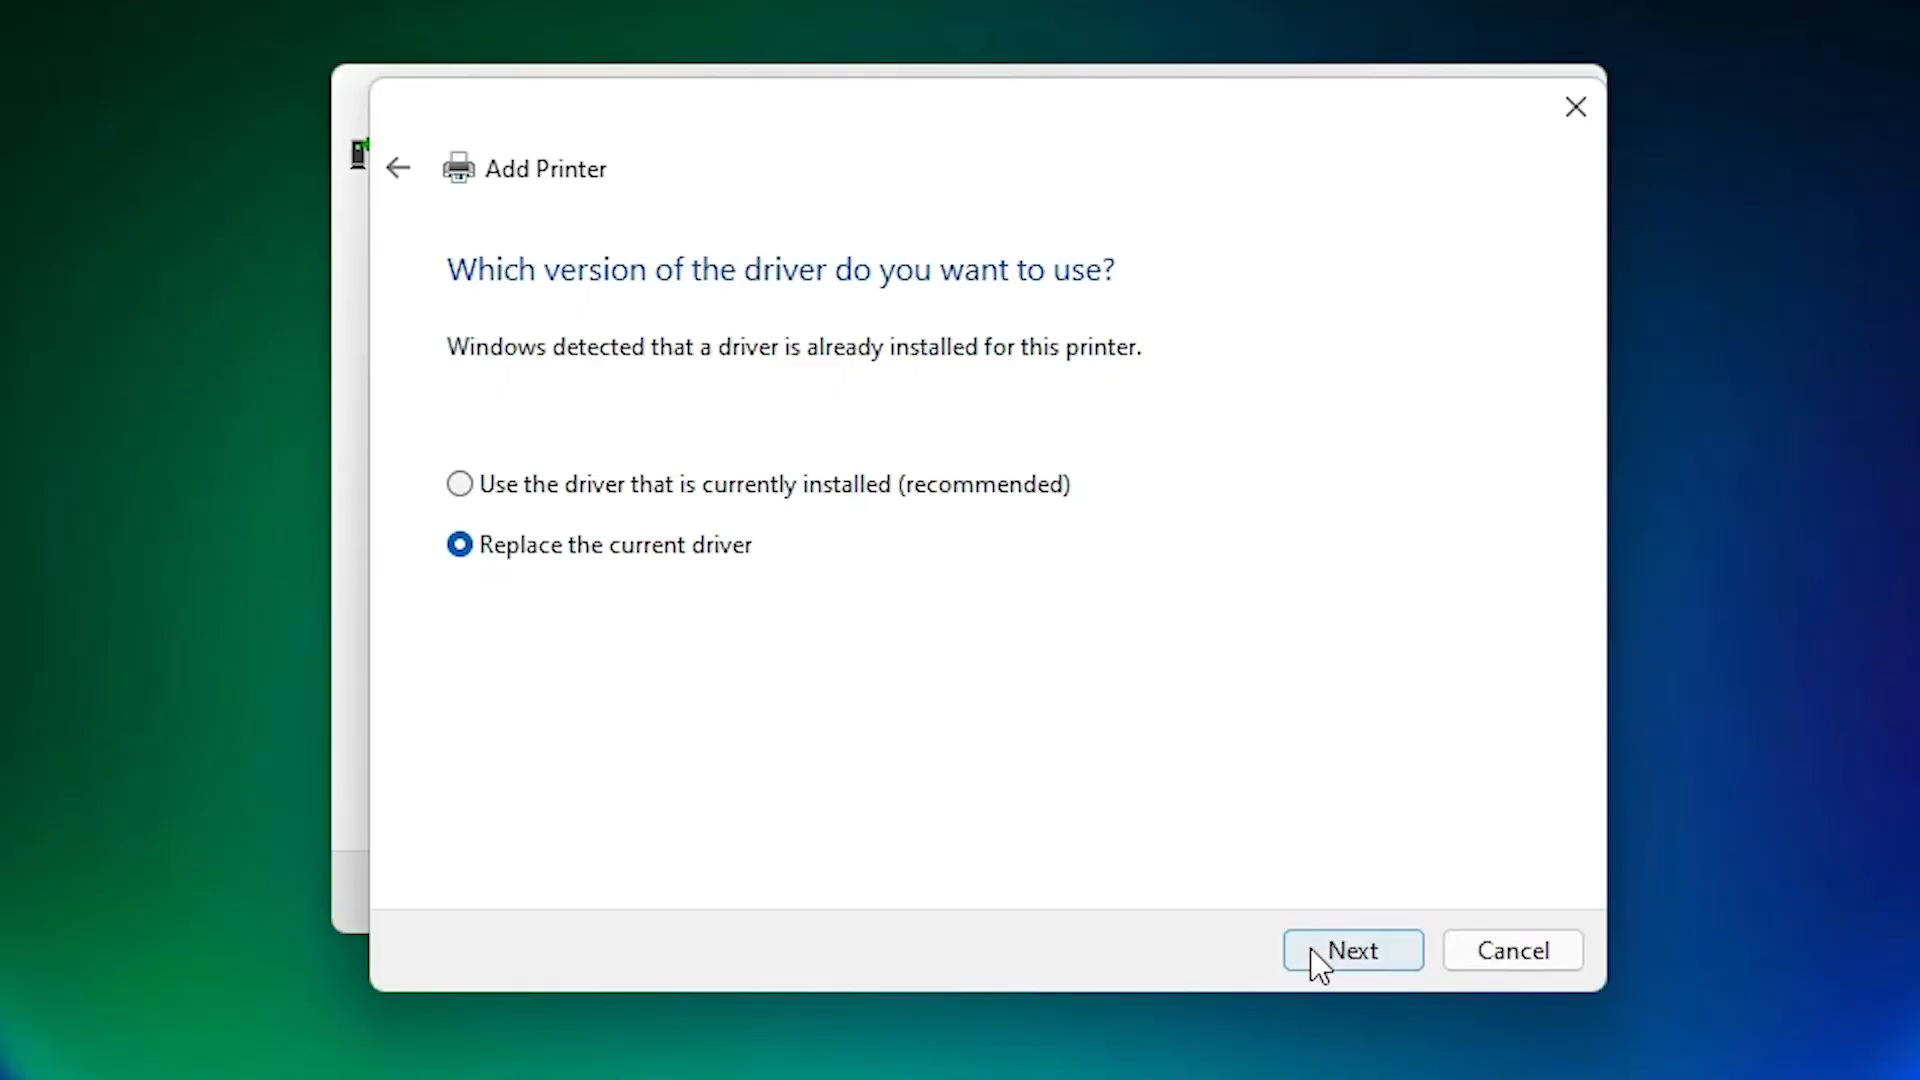 Add Printer
Which version of the driver do you want to use?
Windows detected that a driver is already installed for this printer.
Use the driver that is currently installed (recommended)
Replace the current driver
Next
Cancel